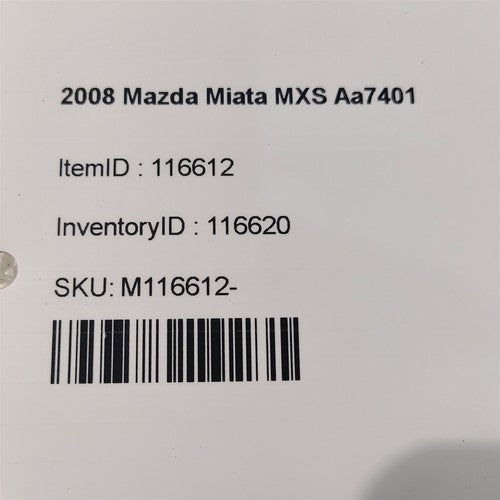 2008 Mazda Miata MXS Aa7401
ItemID : 116612
InventoryID : 116620
SKU: M116612-